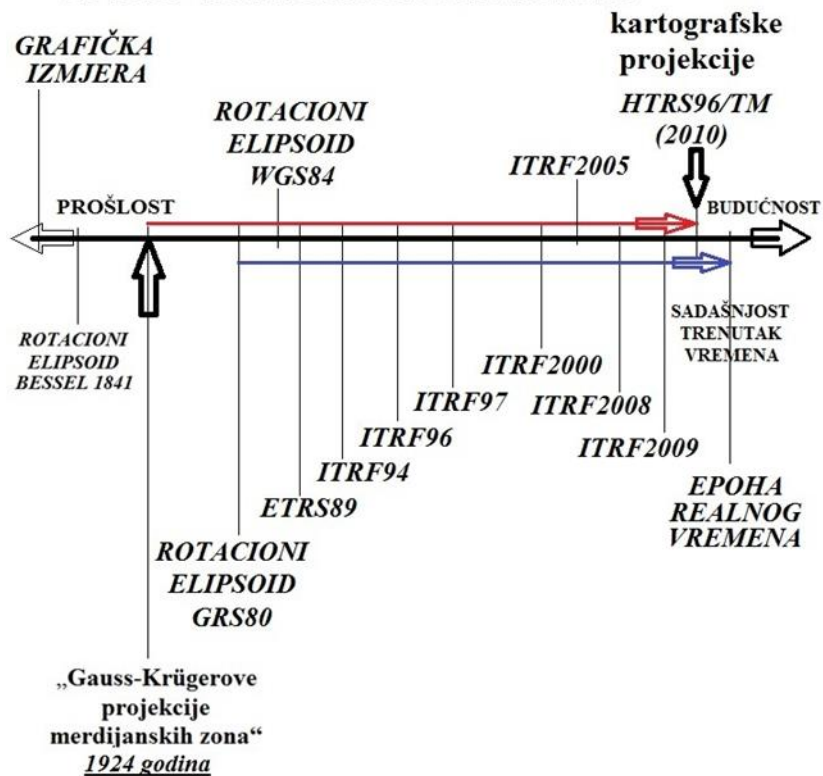 GRAFIČKA
IZMJERA
kartografske
projekcije
HTRS96/TM
(2010)
ROTACIONI
ELIPSOID
WGS84
ITRF2005
PROŠLOST
BUDUĆNOST
ROTACIONI
ELIPSOID
BESSEL 1841
SADAŠNJOST
TRENUTAK
VREMENA
ITRF2000
ITRF2008
ITRF97
ITRF2009
ITRF96
ITRF94
ETRS89
EPOHA
REALNOG
VREMENA
ROTACIONI
ELIPSOID
GRS80
„Gauss-Krügerove
projekcije
merdijanskih zona“
1924 godina